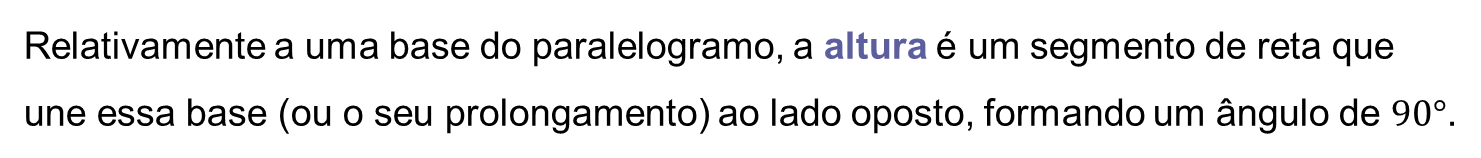 Relativamente a uma base do paralelogramo, a altura é um segmento de reta que
une essa base (ou o seu prolongamento) ao lado oposto, formando um ângulo de 90°.